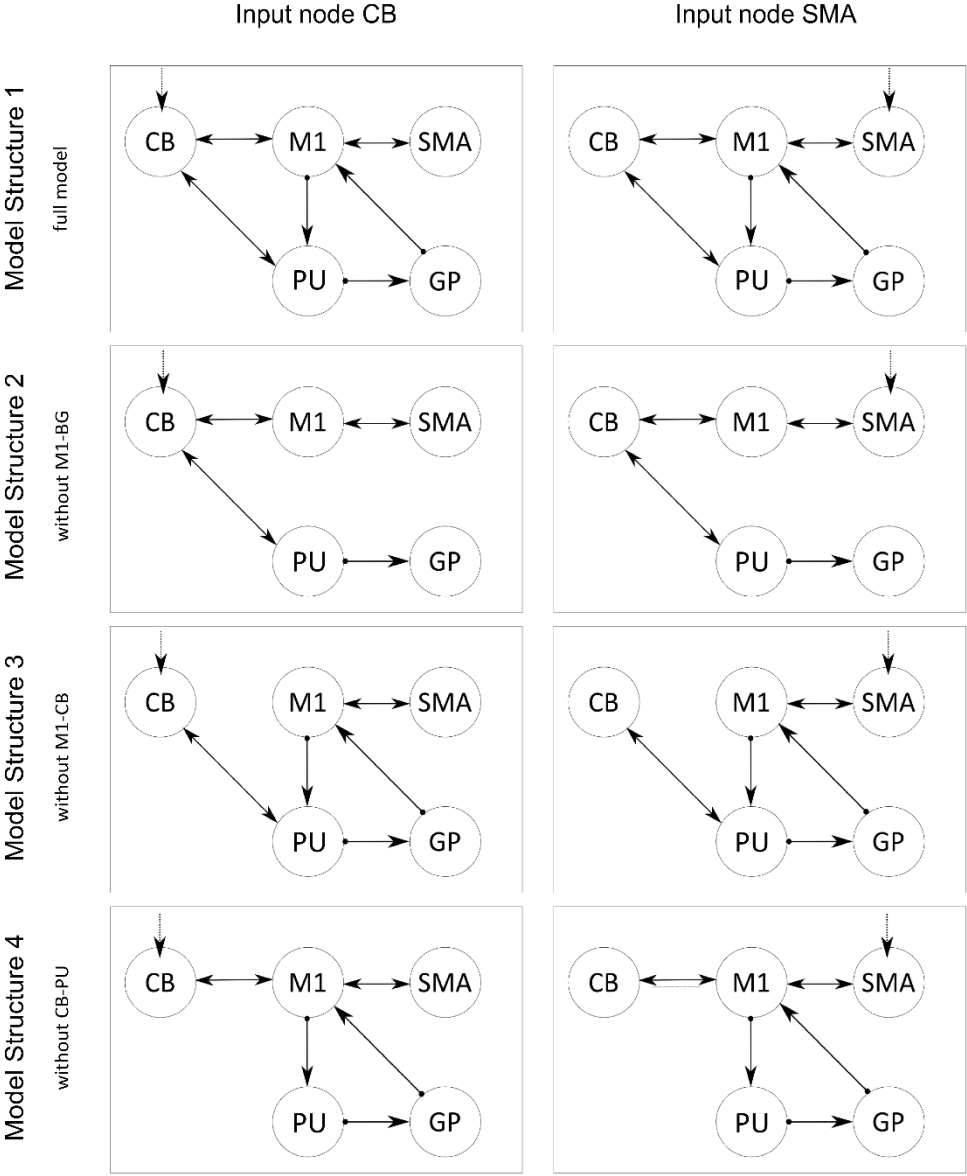 Input node CB
Input node SMA
Model Structure 1
full model
CB
M1
SMA
PU
GP
CB
M1
SMA
PU
GP
Model Structure 2
without M1-BG
CB
M1
SMA
PU
GP
CB
M1
SMA
PU
GP
Model Structure 3
without M1-CB
CB
M1
SMA
PU
GP
CB
M1
SMA
PU
GP
Model Structure 4
without CB-PU
CB
M1
SMA
PU
GP
CB
M1
SMA
PU
GP